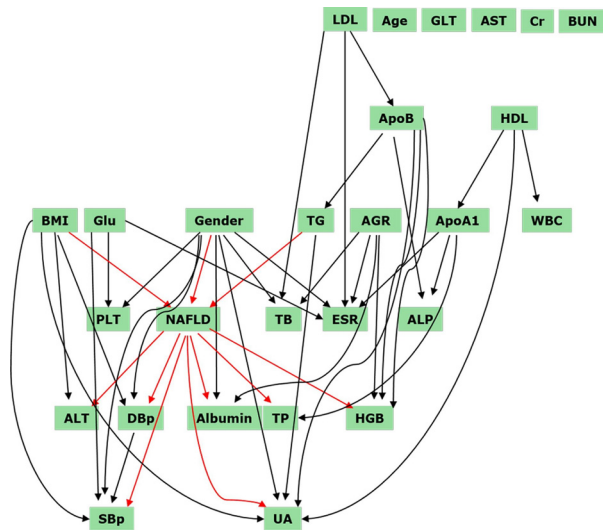 LDL Age GLT AST Cr BUN
ApoB HDL
BMI Glu Gender TG AGR ApoA1 WBC
PLT NAFLD TB ESR ALP
ALT DBp Albumin TP HGB
SBp UA